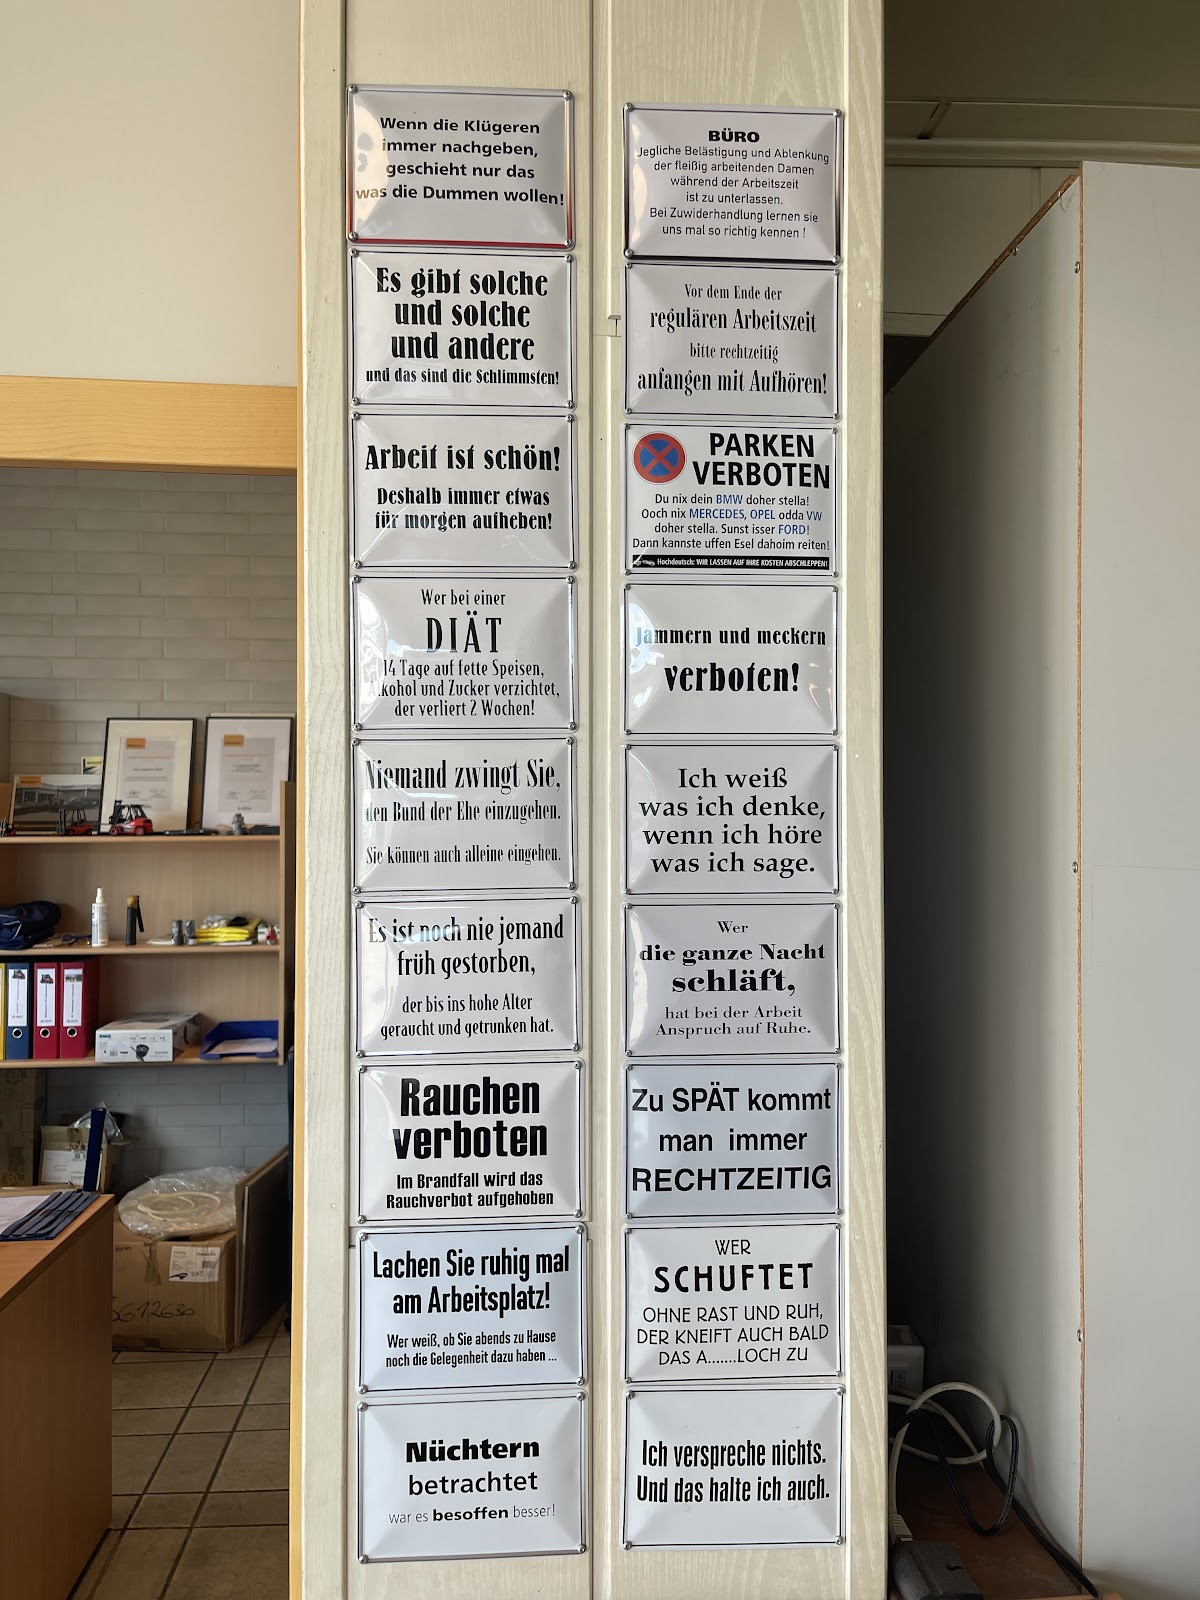 Wenn die Klügeren
immer nachgeben,
geschieht nur das
was die Dummen wollen!
Es gibt solche
und solche
und andere
und das sind die Schlimmsten!
Arbeit ist schön!
Deshalb immer etwas
für morgen aufheben!
Wer bei einer
DIÄT
14 Tage auf fette Speisen,
Alkohol und Zucker verzichtet,
der verliert 2 Wochen!
Niemand zwingt Sie,
den Bund der Ehe einzugehen.
Sie können auch alleine eingehen.
Es ist noch nie jemand
früh gestorben,
der bis ins hohe Alter
geraucht und getrunken hat.
Rauchen
verboten
Im Brandfall wird das
Rauchverbot aufgehoben
Lachen Sie ruhig mal
am Arbeitsplatz!
Wer weiß, ob Sie abends zu Hause
noch die Gelegenheit dazu haben ...
Nüchtern
betrachtet
war es besoffen besser!
BÜRO
Jegliche Belästigung und Ablenkung
der fleißig arbeitenden Damen
während der Arbeitszeit
ist zu unterlassen.
Bei Zuwiderhandlung lernen sie
uns mal so richtig kennen !
Vor dem Ende der
regulären Arbeitszeit
bitte rechtzeitig
anfangen mit Aufhören!
PARKEN
VERBOTEN
Du nix dein BMW doher stella!
Ooch nix MERCEDES, OPEL odda VW
doher stella. Sunst isser FORD!
Dann kannste uffen Esel dahoim reiten!
Hochdeutsch: WIR LASSEN AUF IHRE KOSTEN ABSCHLEPPEN!
Jammern und meckern
verboten!
Ich weiß
was ich denke,
wenn ich höre
was ich sage.
Wer
die ganze Nacht
schläft,
hat bei der Arbeit
Anspruch auf Ruhe.
Zu SPÄT kommt
man immer
RECHTZEITIG
WER
SCHUFTET
OHNE RAST UND RUH,
DER KNEIFT AUCH BALD
DAS A.......LOCH ZU
Ich verspreche nichts.
Und das halte ich auch.